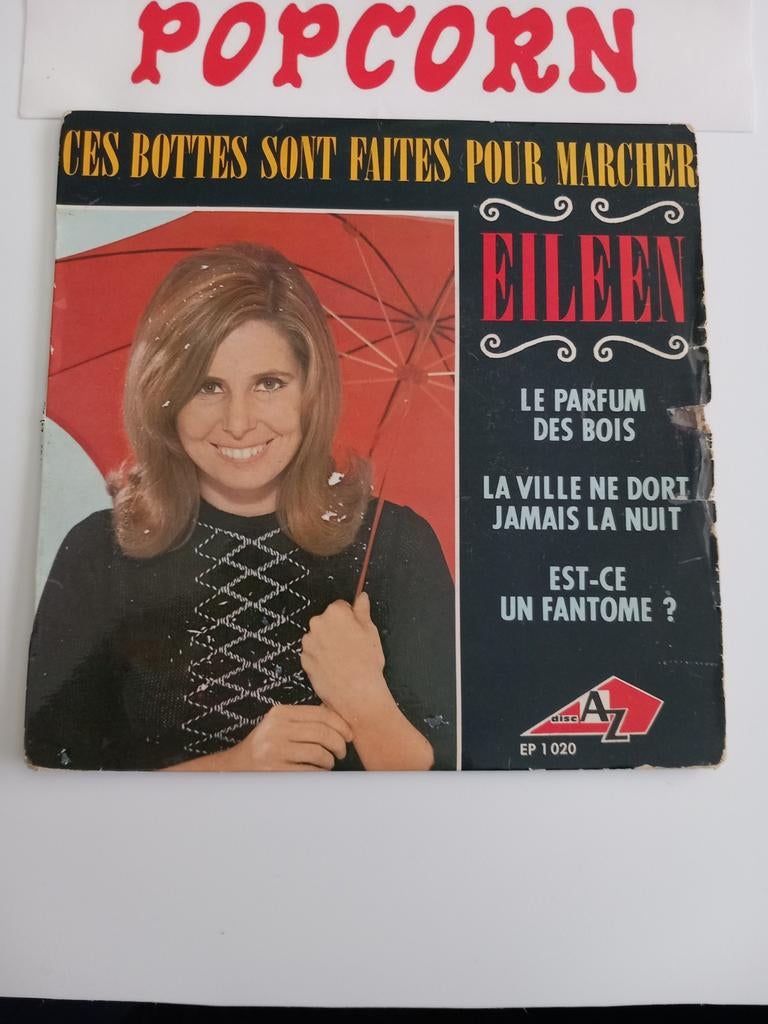 POPCORN
CES BOTTES SONT FAITES POUR MARCHER
EILEEN
LE PARFUM
DES BOIS
LA VILLE NE DORT
JAMAIS LA NUIT
EST-CE
UN FANTOME ?
disc AZ
EP 1020